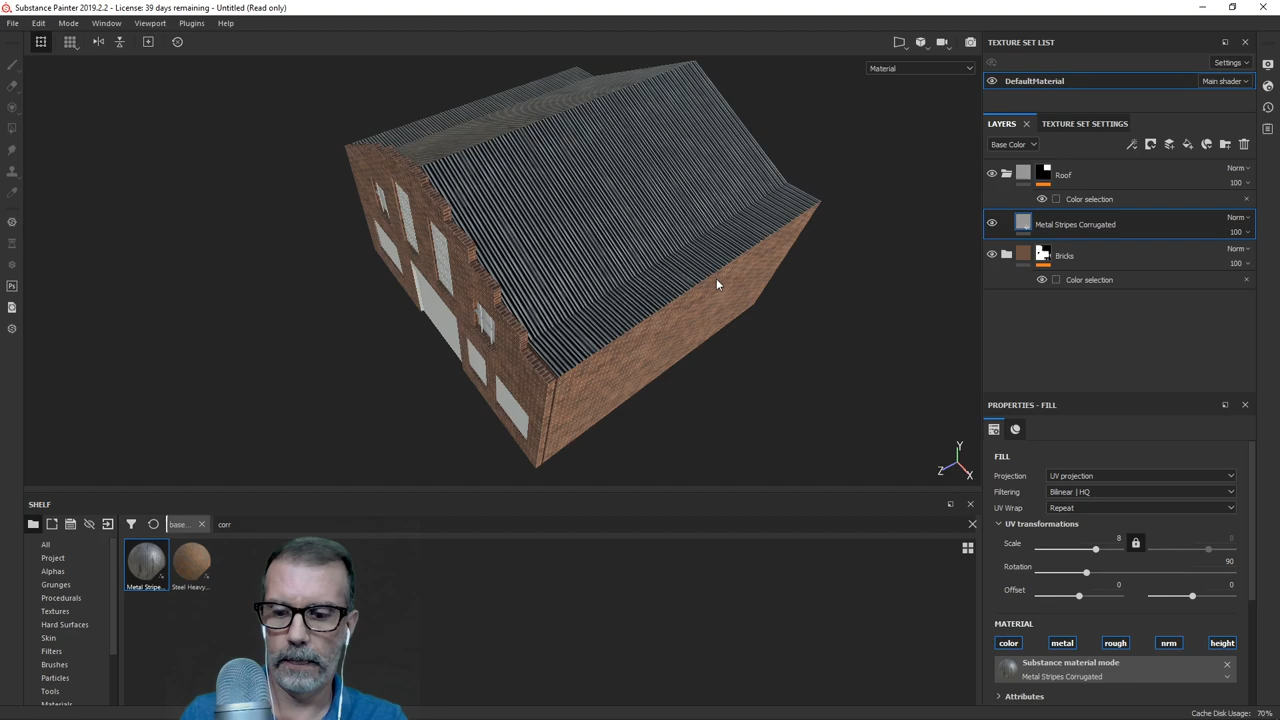 Substance Painter 2019.2.2 - License: 39 days remaining - Untitled (Read only)
File Edit Mode Window Viewport Plugins Help
Material
TEXTURE SET LIST
Settings
DefaultMaterial Main shader
LAYERS TEXTURE SET SETTINGS
Base Color
Roof Norm 100
Color selection
Metal Stripes Corrugated Norm 100
Bricks Norm 100
Color selection
Y
Z X
PROPERTIES - FILL
FILL
Projection UV projection
Filtering Bilinear | HQ
UV Wrap Repeat
UV transformations
Scale 8 8
Rotation 90
Offset 0 0
MATERIAL
color metal rough nrm height
Substance material mode
Metal Stripes Corrugated
Attributes
SHELF
base... corr
All
Project
Alphas
Grunges
Procedurals
Textures
Hard Surfaces
Skin
Filters
Brushes
Particles
Tools
Materials
Metal Stripe... Steel Heavy...
Ps
Cache Disk Usage: 70%